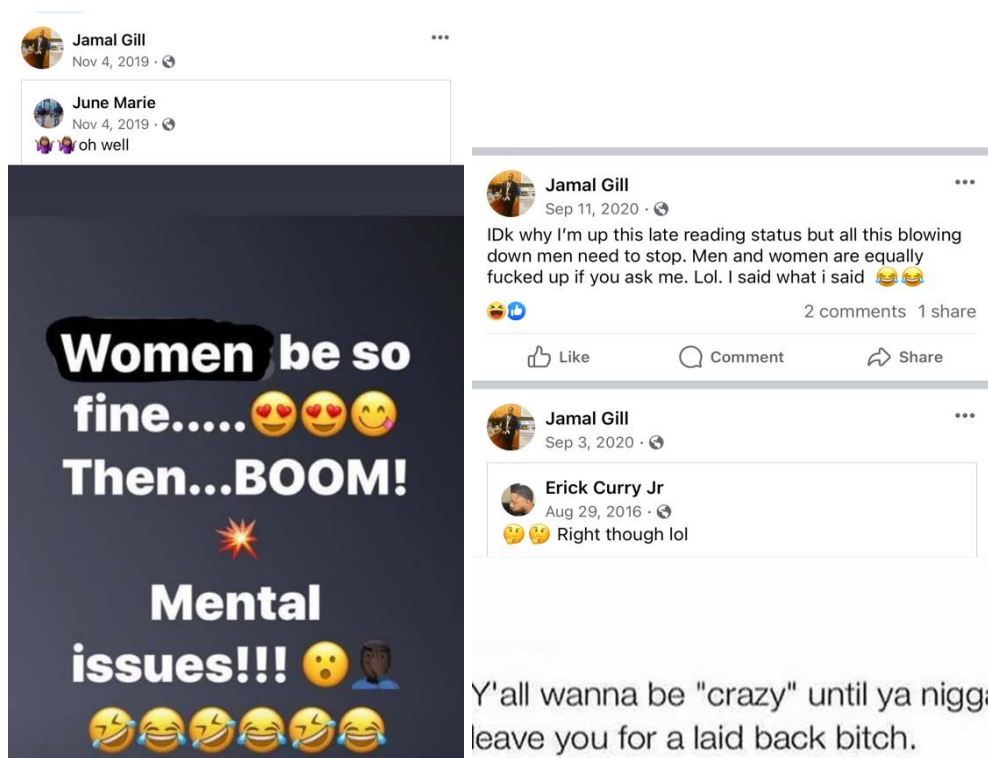 Jamal Gill
Nov 4, 2019
June Marie
Nov 4, 2019
🤷🏾‍♀️🤷🏾‍♀️oh well
Women be so
fine.....😍😍😋
Then...BOOM!
💥
Mental
issues!!! 😮🤦🏿‍♂️
🤣😂🤣😂🤣😂
Jamal Gill
Sep 11, 2020
IDk why I'm up this late reading status but all this blowing
down men need to stop. Men and women are equally
fucked up if you ask me. Lol. I said what i said 😂😂
2 comments 1 share
Like Comment Share
Jamal Gill
Sep 3, 2020
Erick Curry Jr
Aug 29, 2016
🤔🤔 Right though lol
Y'all wanna be "crazy" until ya nigga
leave you for a laid back bitch.